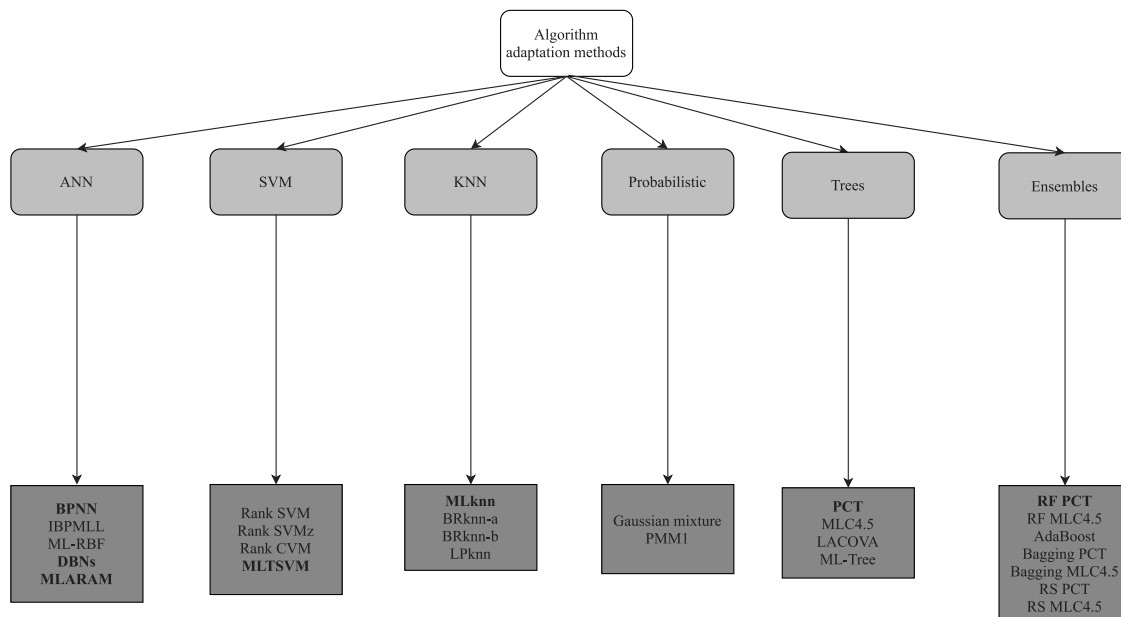 Algorithm
adaptation methods
ANN
SVM
KNN
Probabilistic
Trees
Ensembles
BPNN
IBPMLL
ML-RBF
DBNs
MLARAM
Rank SVM
Rank SVMz
Rank CVM
MLTSVM
MLknn
BRknn-a
BRknn-b
LPknn
Gaussian mixture
PMM1
PCT
MLC4.5
LACOVA
ML-Tree
RF PCT
RF MLC4.5
AdaBoost
Bagging PCT
Bagging MLC4.5
RS PCT
RS MLC4.5